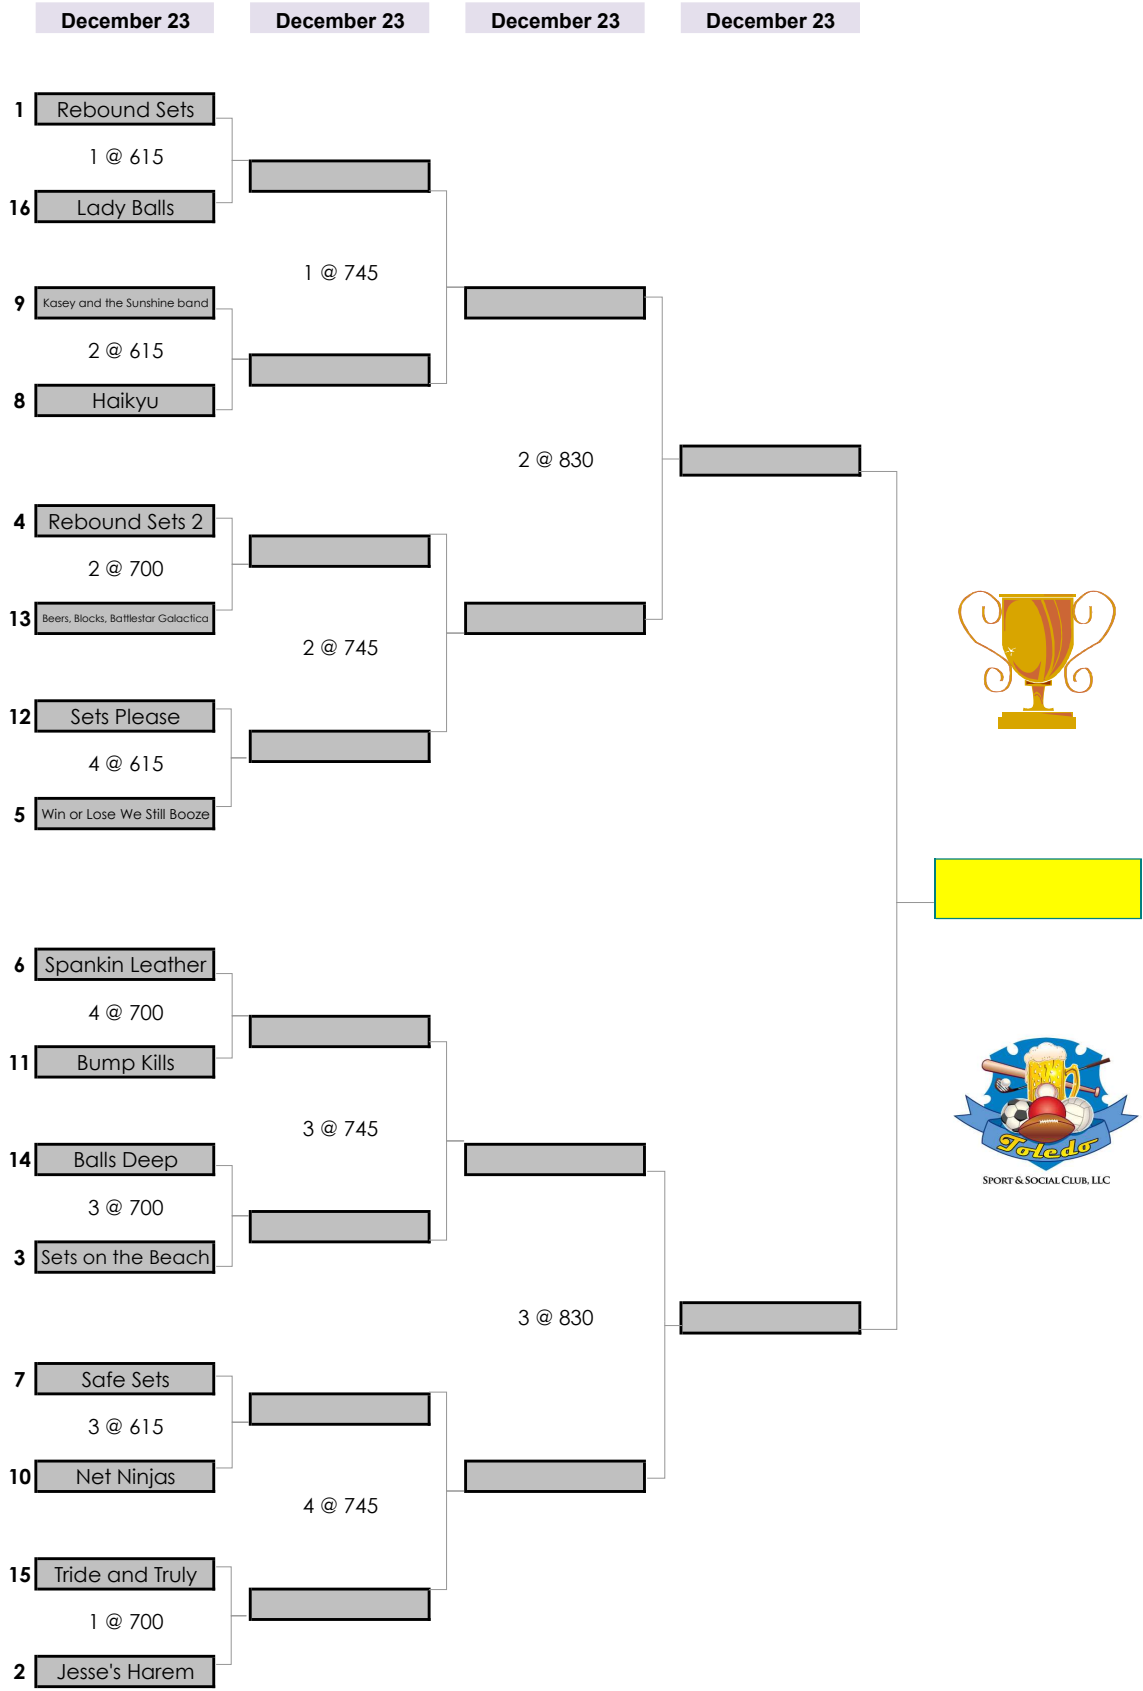 December 23 December 23 December 23 December 23
1 Rebound Sets
1 @ 615
16 Lady Balls
1 @ 745
9 Kasey and the Sunshine band
2 @ 615
8 Haikyu
2 @ 830
4 Rebound Sets 2
2 @ 700
13 Beers, Blocks, Battlestar Galactica
2 @ 745
12 Sets Please
4 @ 615
5 Win or Lose We Still Booze
6 Spankin Leather
4 @ 700
11 Bump Kills
3 @ 745
14 Balls Deep
3 @ 700
3 Sets on the Beach
Toledo
SPORT & SOCIAL CLUB, LLC
3 @ 830
7 Safe Sets
3 @ 615
10 Net Ninjas
4 @ 745
15 Tride and Truly
1 @ 700
2 Jesse's Harem